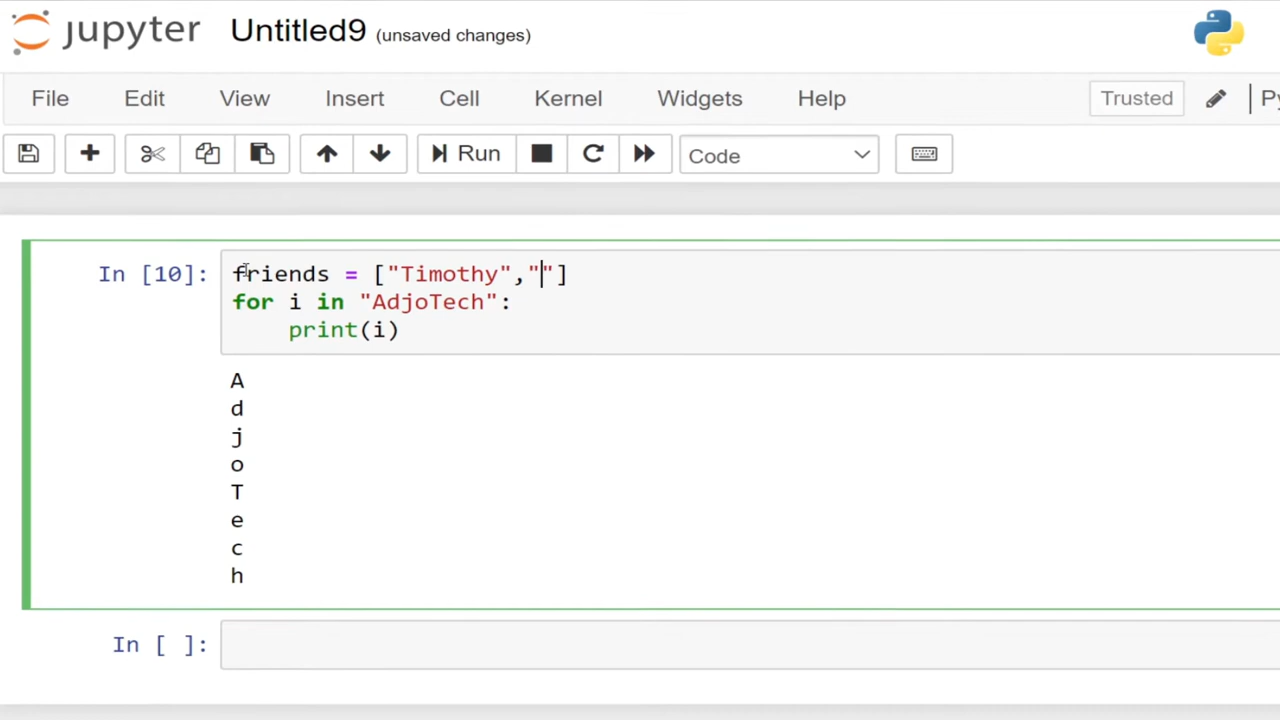 jupyter Untitled9 (unsaved changes)
File Edit View Insert Cell Kernel Widgets Help Trusted
Run Code
In [10]: friends = ["Timothy",""]
for i in "AdjoTech":
    print(i)
A
d
j
o
T
e
c
h
In [ ]: